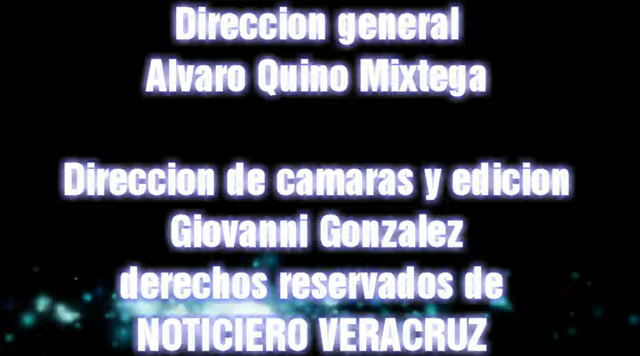 Direccion general
Alvaro Quino Mixtega
Direccion de camaras y edicion
Giovanni Gonzalez
derechos reservados de
NOTICIERO VERACRUZ